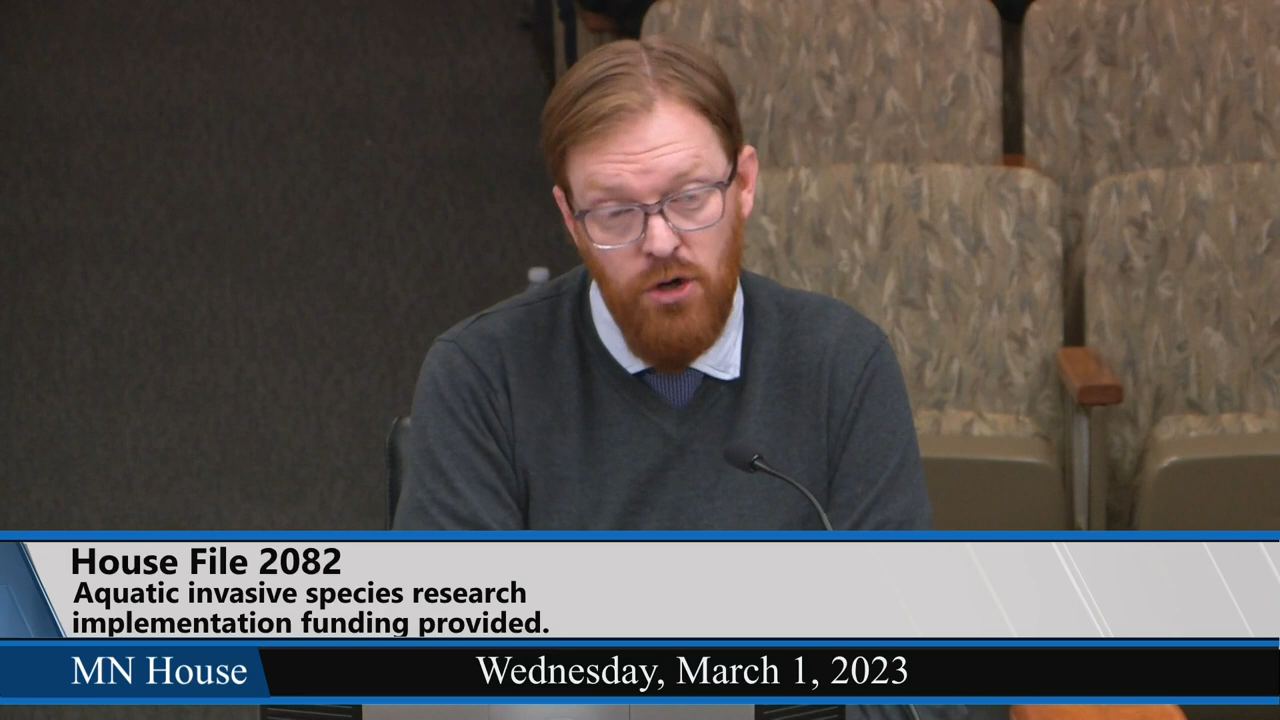 House File 2082
Aquatic invasive species research
implementation funding provided.
MN House
Wednesday, March 1, 2023